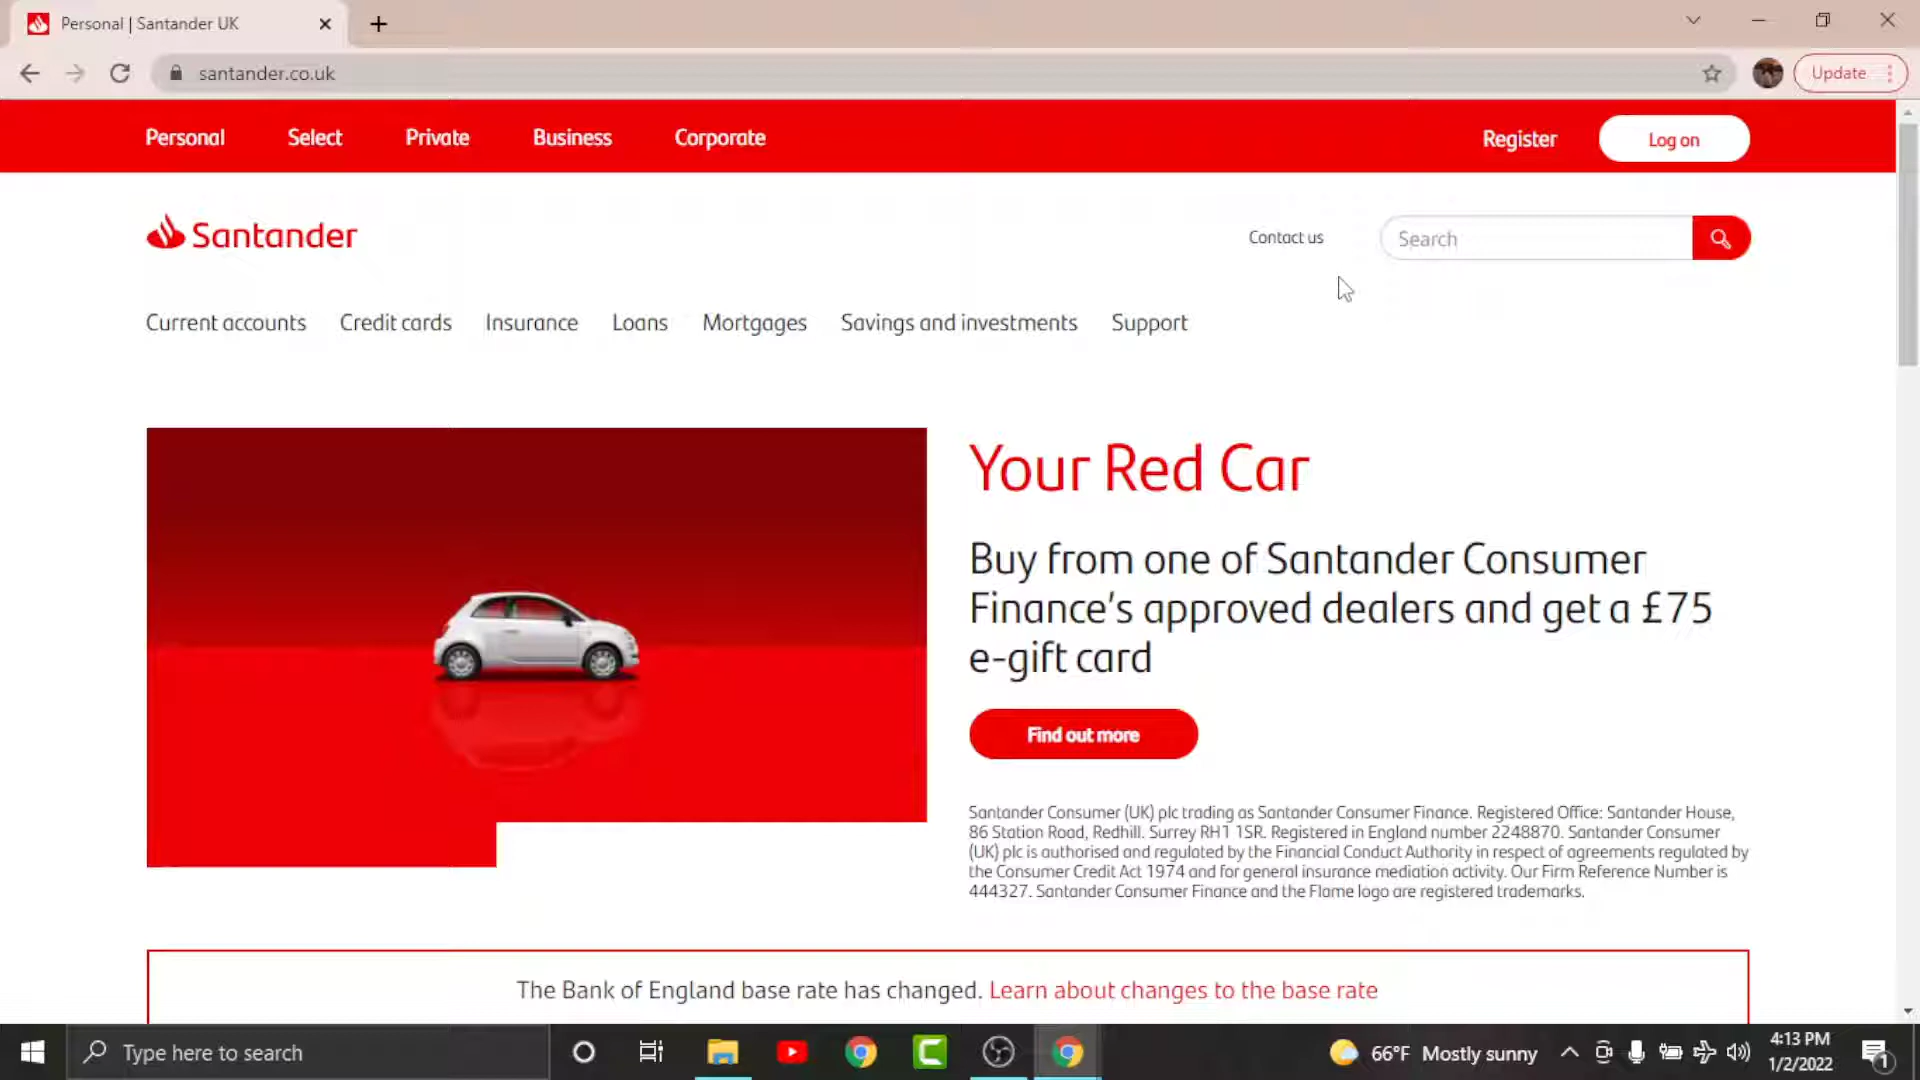 Personal | Santander UK
santander.co.uk
Update
Personal Select Private Business Corporate Register Log on
Santander
Contact us
Search
Current accounts Credit cards Insurance Loans Mortgages Savings and investments Support
Your Red Car
Buy from one of Santander Consumer
Finance's approved dealers and get a £75
e-gift card
Find out more
Santander Consumer (UK) plc trading as Santander Consumer Finance. Registered Office: Santander House,
86 Station Road, Redhill. Surrey RH1 1SR. Registered in England number 2248870. Santander Consumer
(UK) plc is authorised and regulated by the Financial Conduct Authority in respect of agreements regulated by
the Consumer Credit Act 1974 and for general insurance mediation activity. Our Firm Reference Number is
444327. Santander Consumer Finance and the Flame logo are registered trademarks.
The Bank of England base rate has changed. Learn about changes to the base rate
Type here to search
66°F Mostly sunny
4:13 PM
1/2/2022
1